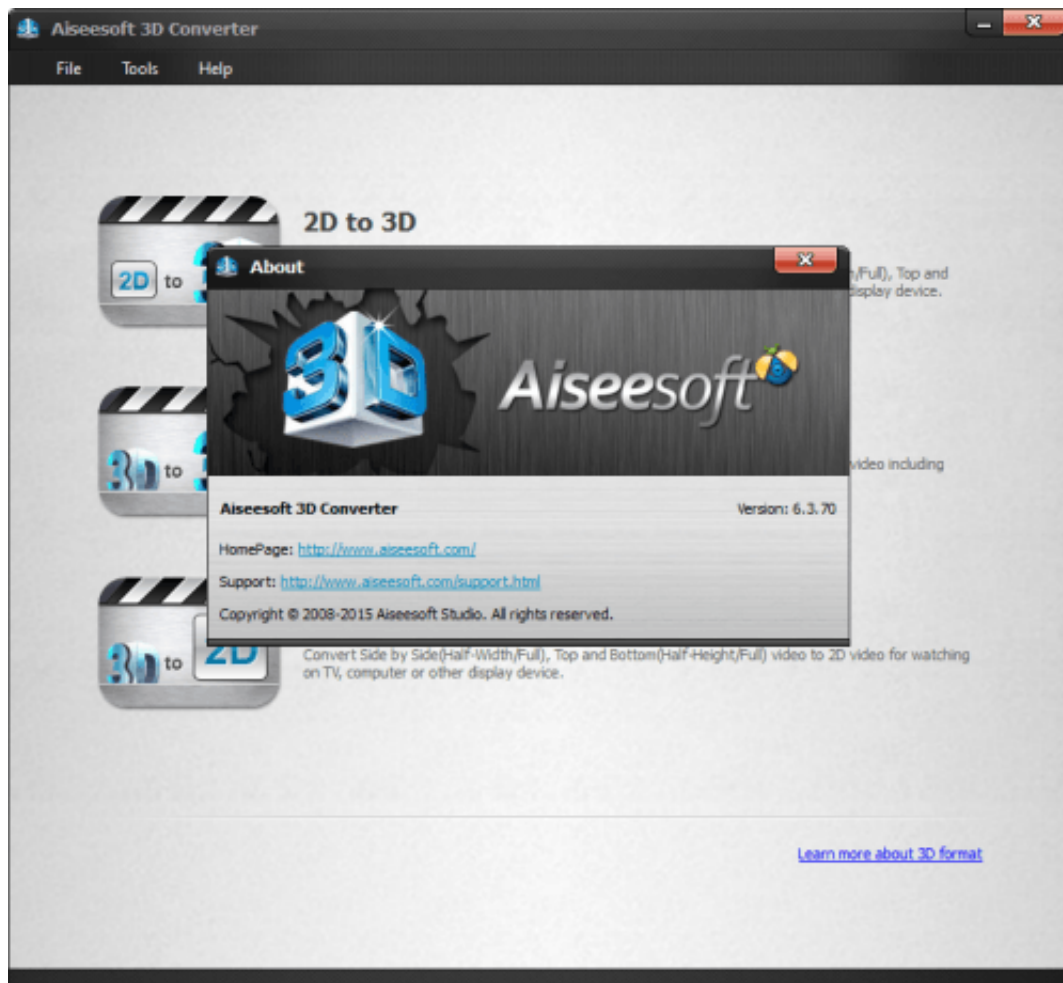 Aiseesoft 3D Converter
File Tools Help
2D to 3D
2D to
/Full), Top and
display device.
About
3D
Aiseesoft
3D to
video including
Aiseesoft 3D Converter Version: 6.3.70
HomePage: http://www.aiseesoft.com/
Support: http://www.aiseesoft.com/support.html
Copyright © 2008-2015 Aiseesoft Studio. All rights reserved.
3D to 2D
Convert Side by Side(Half-Width/Full), Top and Bottom(Half-Height/Full) video to 2D video for watching
on TV, computer or other display device.
Learn more about 3D format